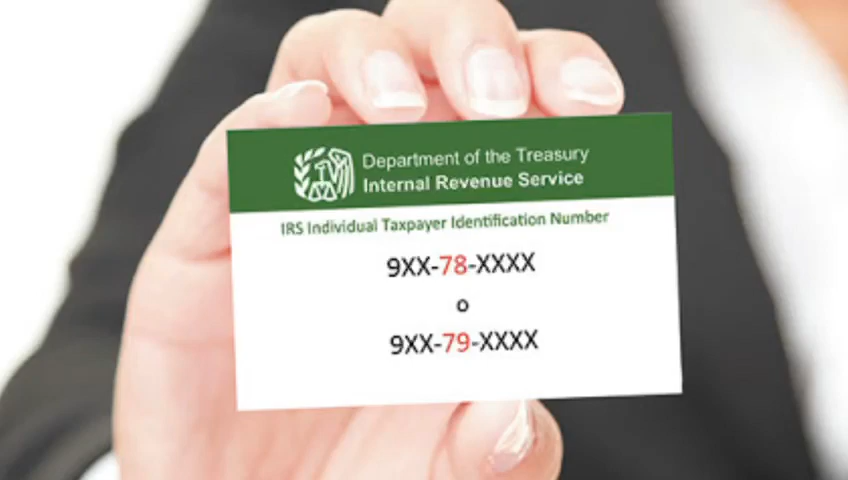 Department of the Treasury
Internal Revenue Service
IRS Individual Taxpayer Identification Number
9XX-78-XXXX
o
9XX-79-XXXX